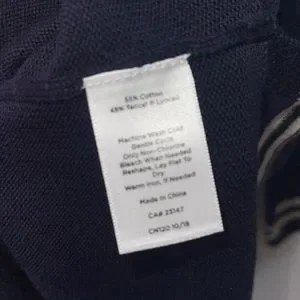 55% Cotton
45% Tencel® Lyocell
Machine Wash Cold
Gentle Cycle
Only Non-Chlorine
Bleach When Needed
Reshape, Lay Flat To
Dry
Warm Iron, If Needed
Made In China
CA# 23147
CN120 10/18